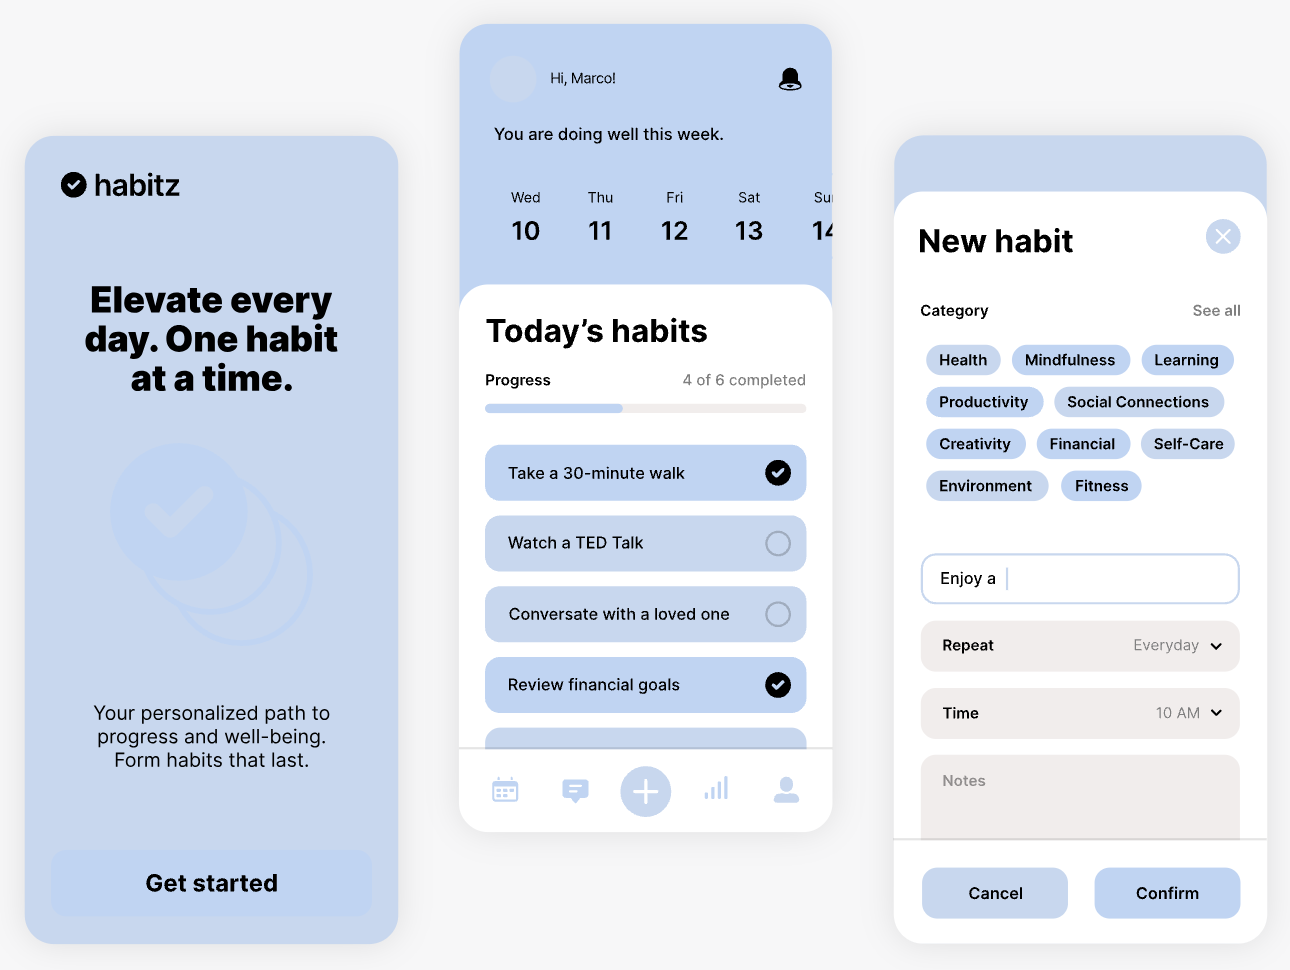 habitz
Elevate every
day. One habit
at a time.
Your personalized path to
progress and well-being.
Form habits that last.
Get started
Hi, Marco!
You are doing well this week.
Wed Thu Fri Sat Sun
10 11 12 13 14
Today’s habits
Progress 4 of 6 completed
Take a 30-minute walk
Watch a TED Talk
Conversate with a loved one
Review financial goals
New habit
Category See all
Health Mindfulness Learning
Productivity Social Connections
Creativity Financial Self-Care
Environment Fitness
Enjoy a
Repeat Everyday
Time 10 AM
Notes
Cancel Confirm